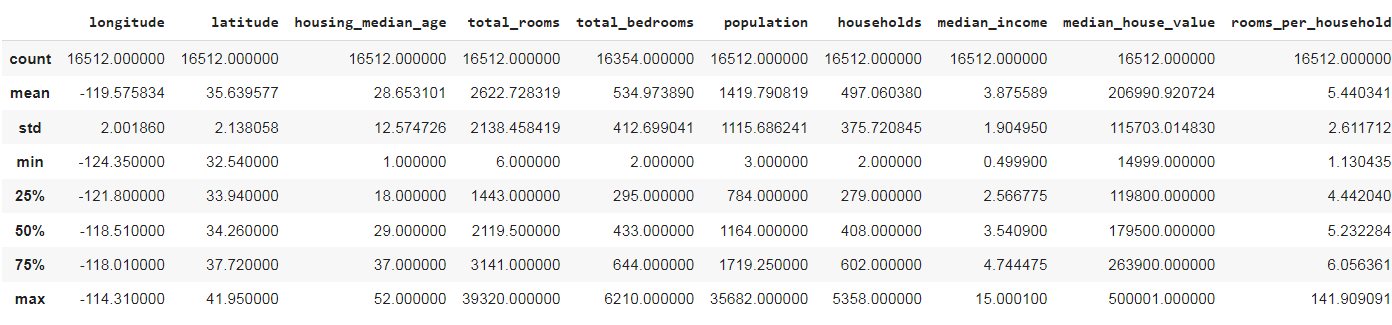 longitude latitude housing_median_age total_rooms total_bedrooms population households median_income median_house_value rooms_per_household
count 16512.000000 16512.000000 16512.000000 16512.000000 16354.000000 16512.000000 16512.000000 16512.000000 16512.000000 16512.000000
mean -119.575834 35.639577 28.653101 2622.728319 534.973890 1419.790819 497.060380 3.875589 206990.920724 5.440341
std 2.001860 2.138058 12.574726 2138.458419 412.699041 1115.686241 375.720845 1.904950 115703.014830 2.611712
min -124.350000 32.540000 1.000000 6.000000 2.000000 3.000000 2.000000 0.499900 14999.000000 1.130435
25% -121.800000 33.940000 18.000000 1443.000000 295.000000 784.000000 279.000000 2.566775 119800.000000 4.442040
50% -118.510000 34.260000 29.000000 2119.500000 433.000000 1164.000000 408.000000 3.540900 179500.000000 5.232284
75% -118.010000 37.720000 37.000000 3141.000000 644.000000 1719.250000 602.000000 4.744475 263900.000000 6.056361
max -114.310000 41.950000 52.000000 39320.000000 6210.000000 35682.000000 5358.000000 15.000100 500001.000000 141.909091